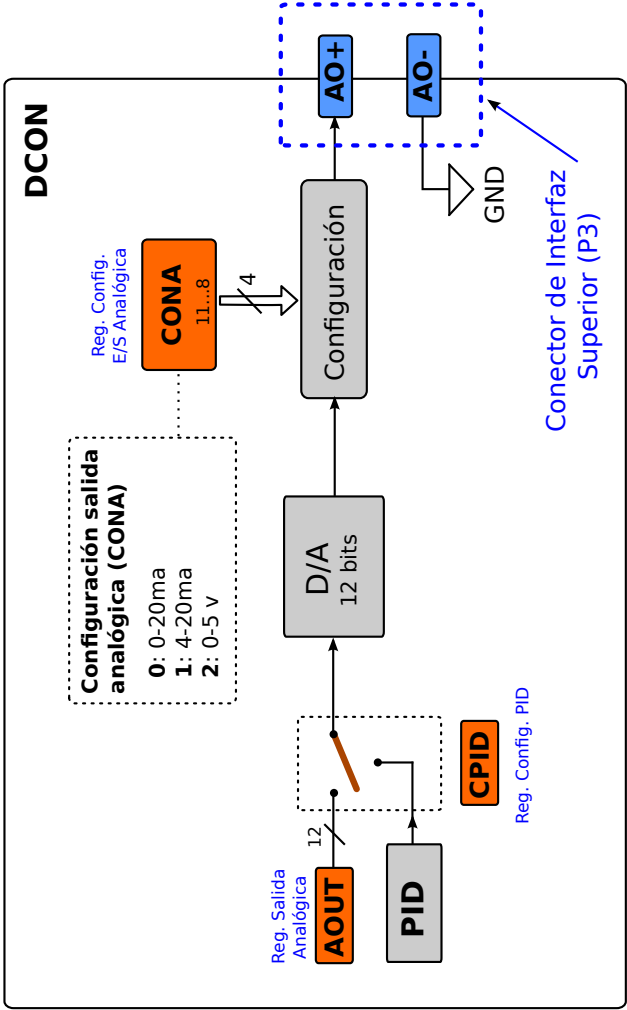 DCON
Reg. Config.
E/S Analógica
CONA
11...8
4
Configuración salida
analógica (CONA)
0: 0-20ma
1: 4-20ma
2: 0-5 v
Reg. Salida
Analógica
AOUT
12
PID
CPID
Reg. Config. PID
D/A
12 bits
Configuración
AO+
AO-
GND
Conector de Interfaz
Superior (P3)